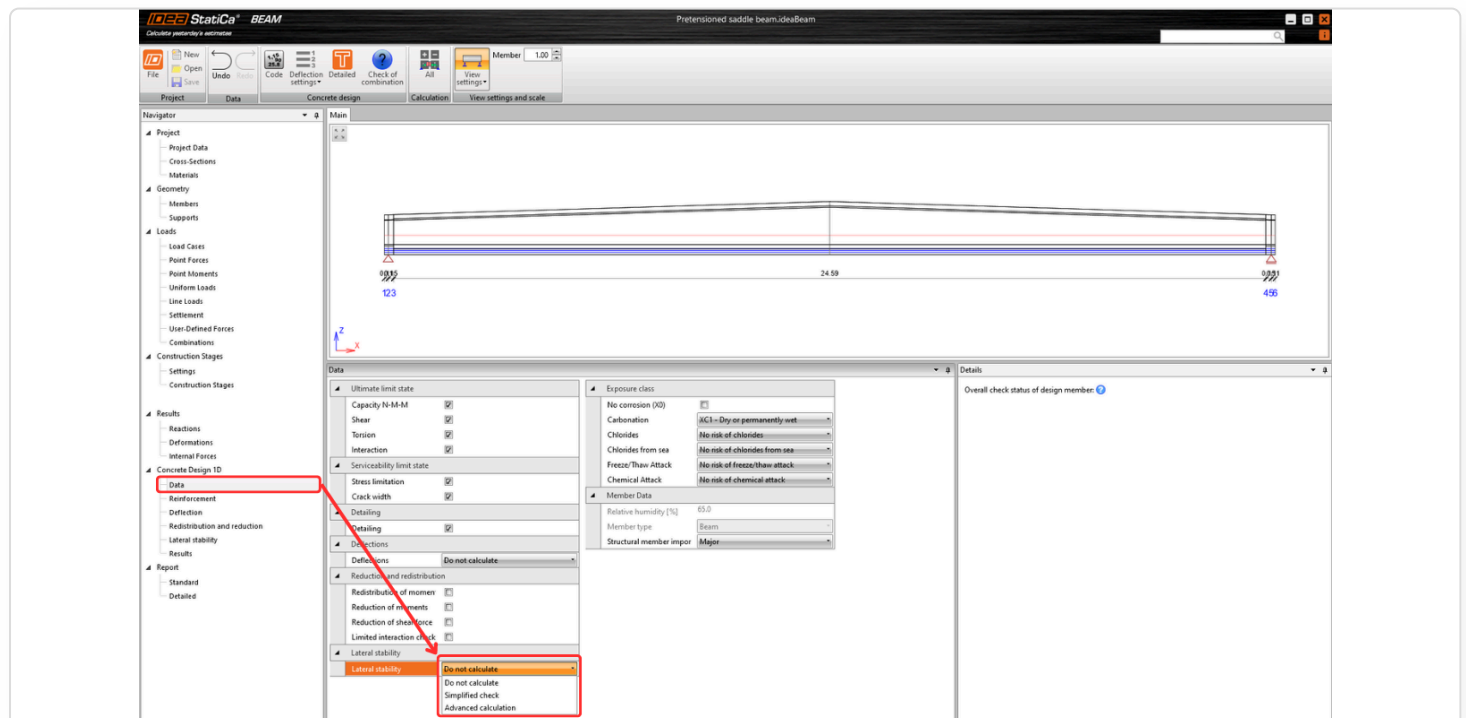 IDEA StatiCa® BEAM
Calculate yesterday's estimates
Pretensioned saddle beam.ideaBeam
File
New
Open
Save
Undo
Redo
Code
Deflection settings
Detailed
Check of combination
All
View settings
Member 1.00
Project
Data
Concrete design
Calculation
View settings and scale
Navigator
Project
Project Data
Cross-Sections
Materials
Geometry
Members
Supports
Loads
Load Cases
Point Forces
Point Moments
Uniform Loads
Line Loads
Settlement
User-Defined Forces
Combinations
Construction Stages
Settings
Construction Stages
Results
Reactions
Deformations
Internal Forces
Concrete Design 1D
Data
Reinforcement
Deflection
Redistribution and reduction
Lateral stability
Results
Report
Standard
Detailed
Main
24.59
123
456
Z
X
Data
Ultimate limit state
Capacity N-M-M
Shear
Torsion
Interaction
Serviceability limit state
Stress limitation
Crack width
Detailing
Detailing
Deflections
Deflections Do not calculate
Reduction and redistribution
Redistribution of momen
Reduction of moments
Reduction of shear force
Limited interaction check
Lateral stability
Lateral stability Do not calculate
Do not calculate
Simplified check
Advanced calculation
Exposure class
No corrosion (X0)
Carbonation XC1 - Dry or permanently wet
Chlorides No risk of chlorides
Chlorides from sea No risk of chlorides from sea
Freeze/Thaw Attack No risk of freeze/thaw attack
Chemical Attack No risk of chemical attack
Member Data
Relative humidity [%] 65.0
Member type Beam
Structural member impor Major
Details
Overall check status of design member: